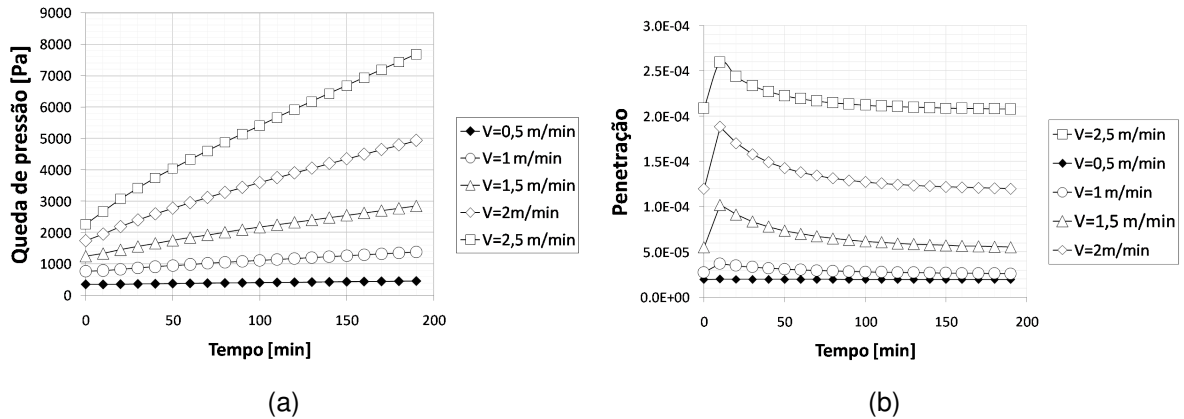 9000
8000
7000
6000
5000
4000
3000
2000
1000
0
Queda de pressão [Pa]
0 50 100 150 200
Tempo [min]
V=0,5 m/min
V=1 m/min
V=1,5 m/min
V=2m/min
V=2,5 m/min
(a)
3.0E-04
2.5E-04
2.0E-04
1.5E-04
1.0E-04
5.0E-05
0.0E+00
Penetração
0 50 100 150 200
Tempo [min]
V=2,5 m/min
V=0,5 m/min
V=1 m/min
V=1,5 m/min
V=2m/min
(b)